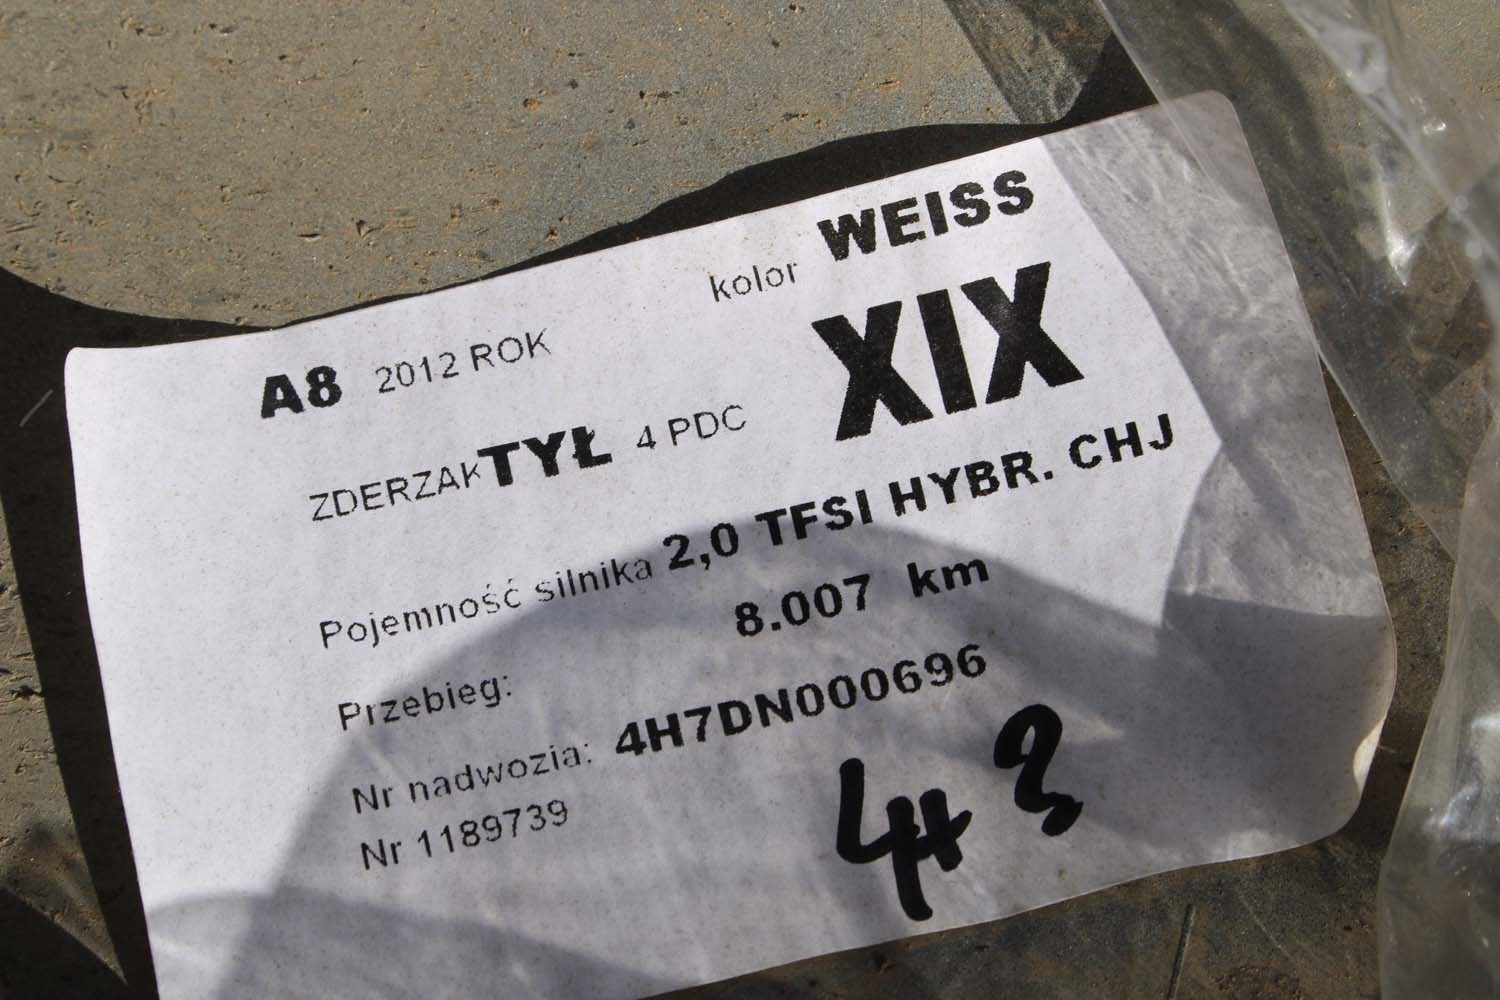 kolor WEISS
A8 2012 ROK
XIX
ZDERZAK TYŁ 4 PDC
Pojemność silnika 2,0 TFSI HYBR. CHJ
Przebieg: 8.007 km
Nr nadwozia: 4H7DN000696
Nr 1189739